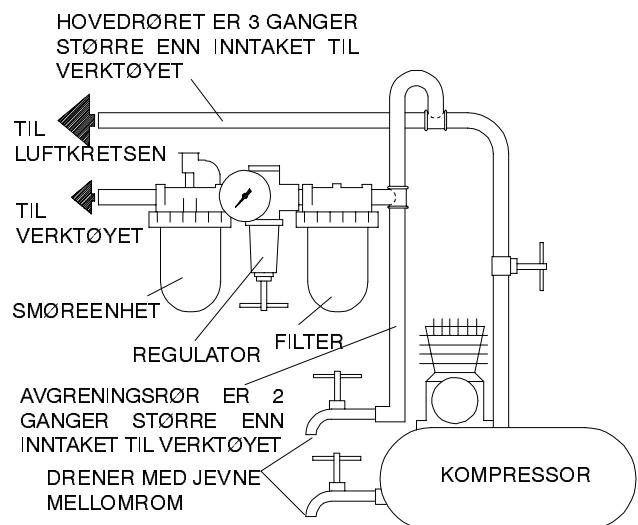 HOVEDRØRET ER 3 GANGER
STØRRE ENN INNTAKET TIL
VERKTØYET
TIL
LUFTKRETSEN
TIL
VERKTØYET
SMØREENHET
REGULATOR
FILTER
AVGRENINGSRØR ER 2
GANGER STØRRE ENN
INNTAKET TIL VERKTØYET
DRENER MED JEVNE
MELLOMROM
KOMPRESSOR